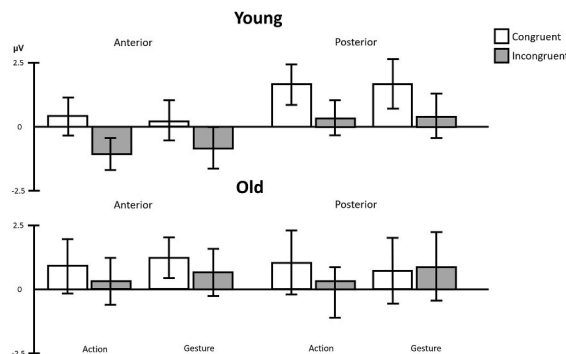 Young
Congruent
Incongruent
µV
Anterior
Posterior
2.5
0
-2.5
Old
Anterior
Posterior
2.5
0
-2.5
Action
Gesture
Action
Gesture